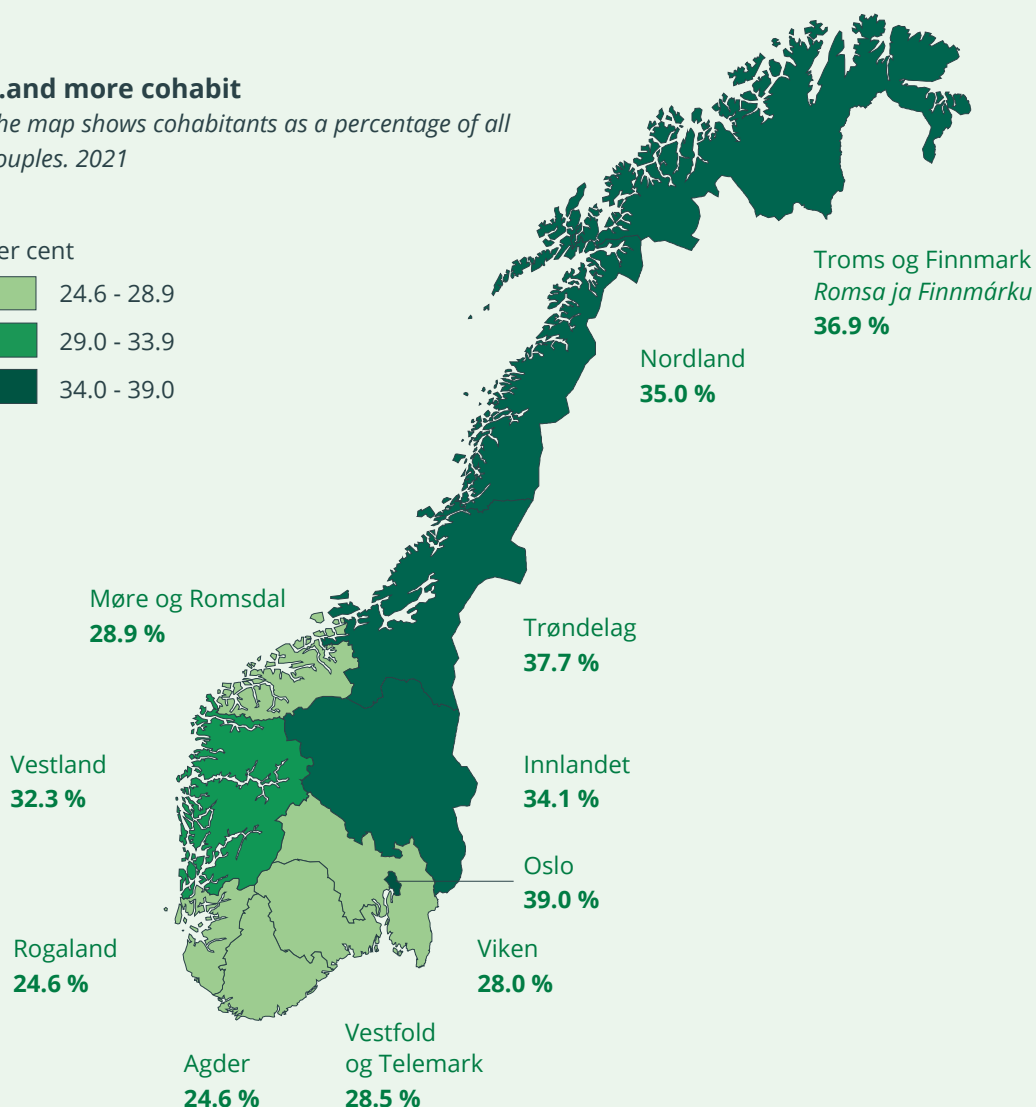 .and more cohabit
he map shows cohabitants as a percentage of all
ouples. 2021
er cent
24.6 - 28.9
29.0 - 33.9
34.0 - 39.0
Troms og Finnmark
Romsa ja Finnmárku
36.9 %
Nordland
35.0 %
Møre og Romsdal
28.9 %
Trøndelag
37.7 %
Vestland
32.3 %
Innlandet
34.1 %
Oslo
39.0 %
Rogaland
24.6 %
Viken
28.0 %
Agder
24.6 %
Vestfold
og Telemark
28.5 %